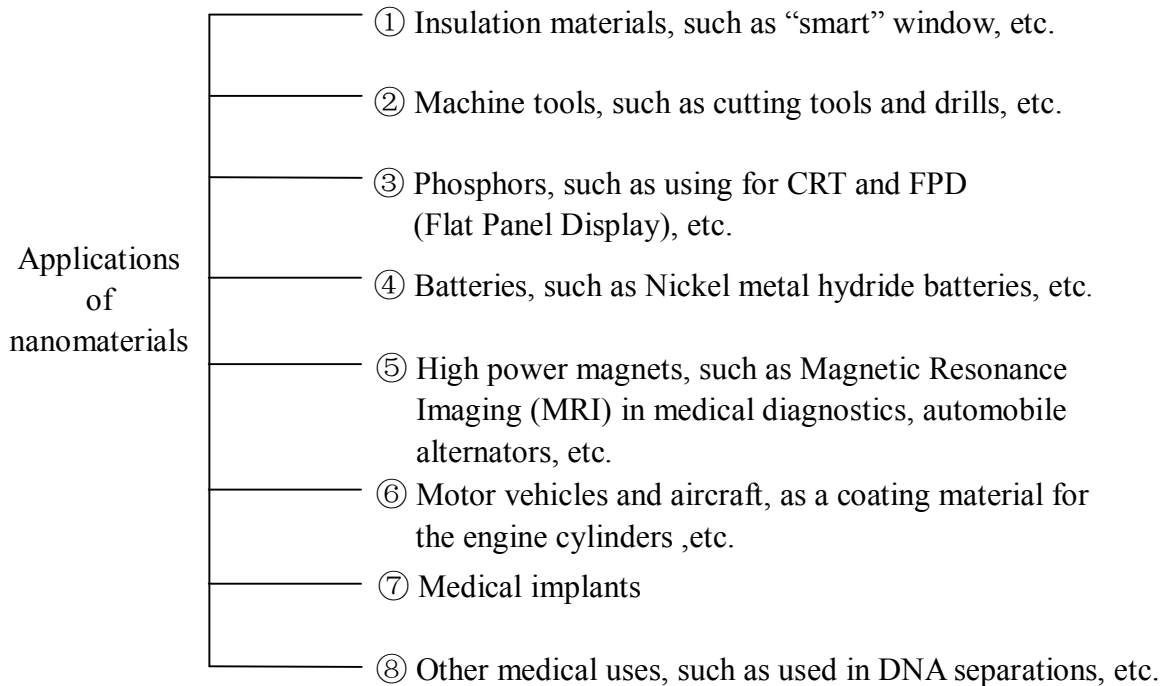 ① Insulation materials, such as “smart” window, etc.
② Machine tools, such as cutting tools and drills, etc.
③ Phosphors, such as using for CRT and FPD
(Flat Panel Display), etc.
Applications
of
nanomaterials
④ Batteries, such as Nickel metal hydride batteries, etc.
⑤ High power magnets, such as Magnetic Resonance
Imaging (MRI) in medical diagnostics, automobile
alternators, etc.
⑥ Motor vehicles and aircraft, as a coating material for
the engine cylinders ,etc.
⑦ Medical implants
⑧ Other medical uses, such as used in DNA separations, etc.